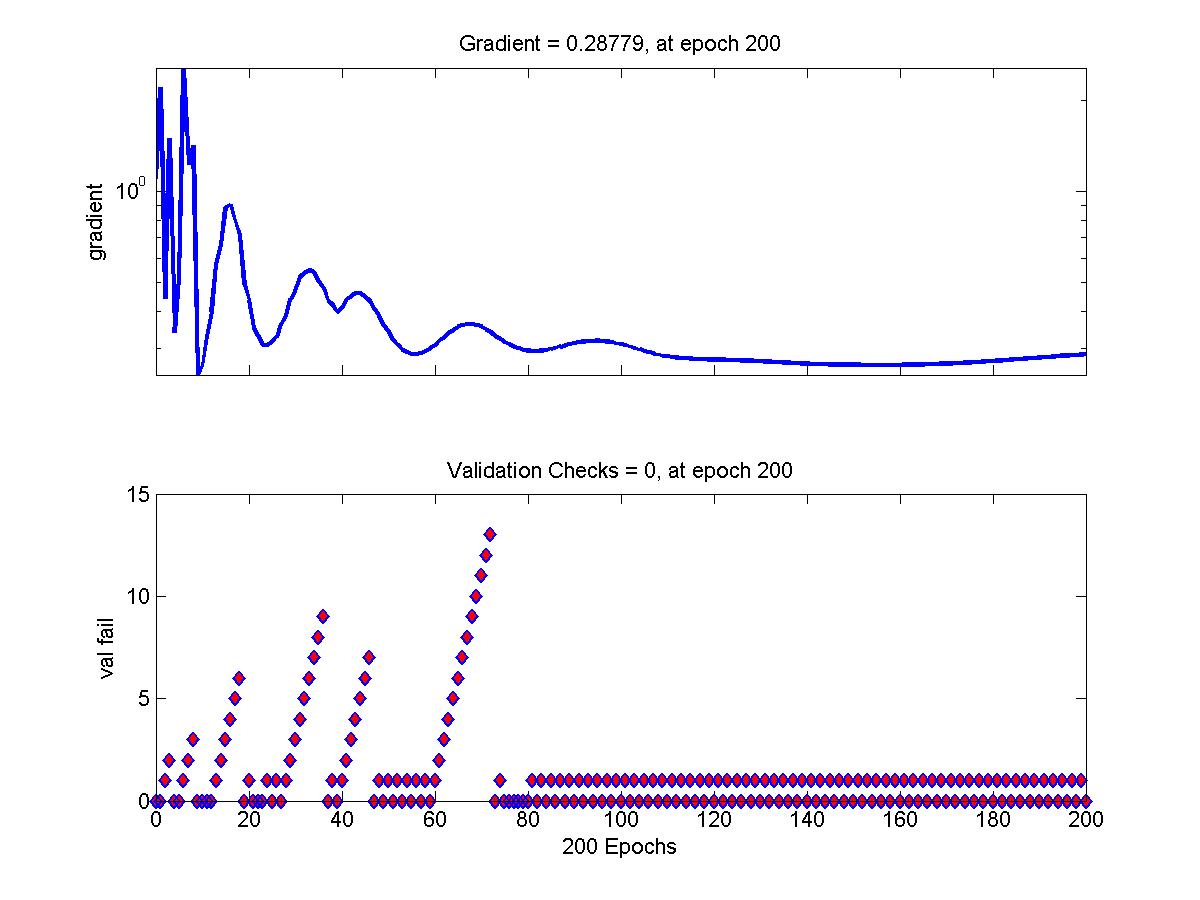 Gradient = 0.28779, at epoch 200
10^0
gradient
Validation Checks = 0, at epoch 200
15
10
5
0
val fail
0 20 40 60 80 100 120 140 160 180 200
200 Epochs